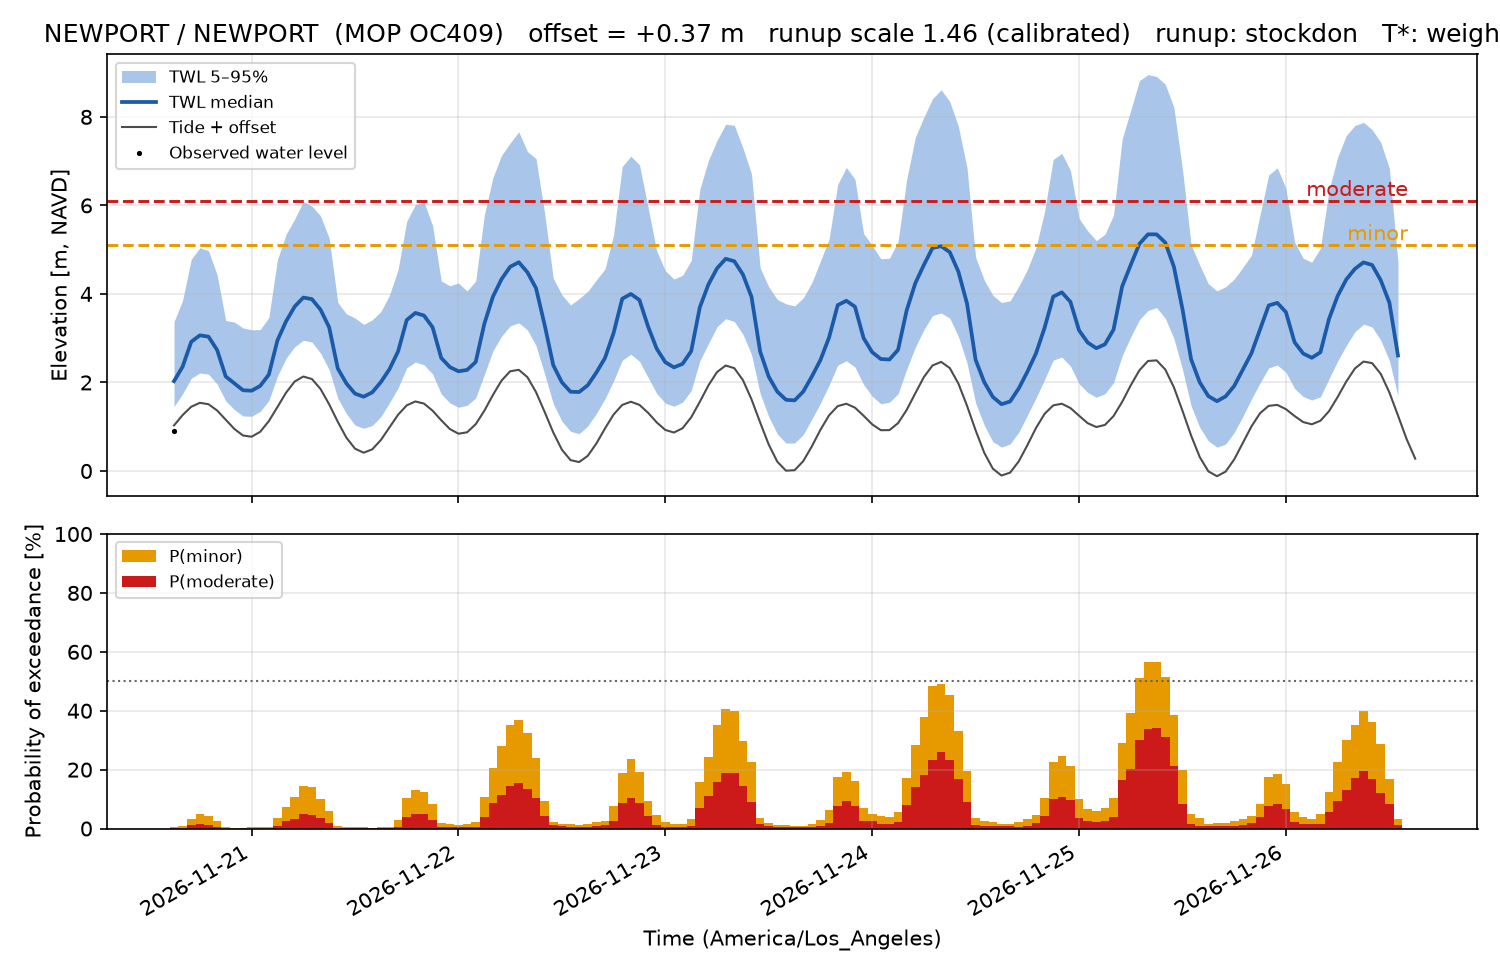 NEWPORT / NEWPORT (MOP OC409) offset = +0.37 m runup scale 1.46 (calibrated) runup: stockdon T*: weigh
TWL 5–95%
TWL median
Tide + offset
Observed water level
Elevation [m, NAVD]
8
6
4
2
0
moderate
minor
P(minor)
P(moderate)
Probability of exceedance [%]
100
80
60
40
20
0
2026-11-21
2026-11-22
2026-11-23
2026-11-24
2026-11-25
2026-11-26
Time (America/Los_Angeles)